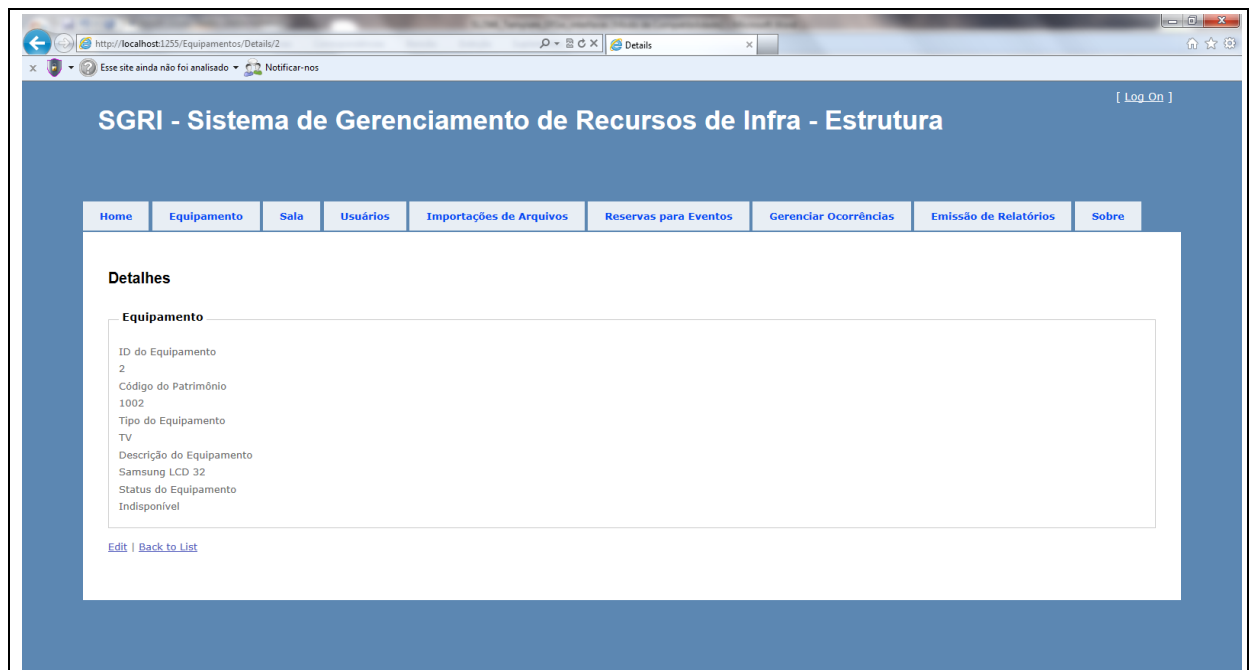 http://localhost:1255/Equipamentos/Details/2
Details
Esse site ainda não foi analisado
Notificar-nos
[ Log On ]
SGRI - Sistema de Gerenciamento de Recursos de Infra - Estrutura
Home Equipamento Sala Usuários Importações de Arquivos Reservas para Eventos Gerenciar Ocorrências Emissão de Relatórios Sobre
Detalhes
Equipamento
ID do Equipamento
2
Código do Patrimônio
1002
Tipo do Equipamento
TV
Descrição do Equipamento
Samsung LCD 32
Status do Equipamento
Indisponível
Edit | Back to List